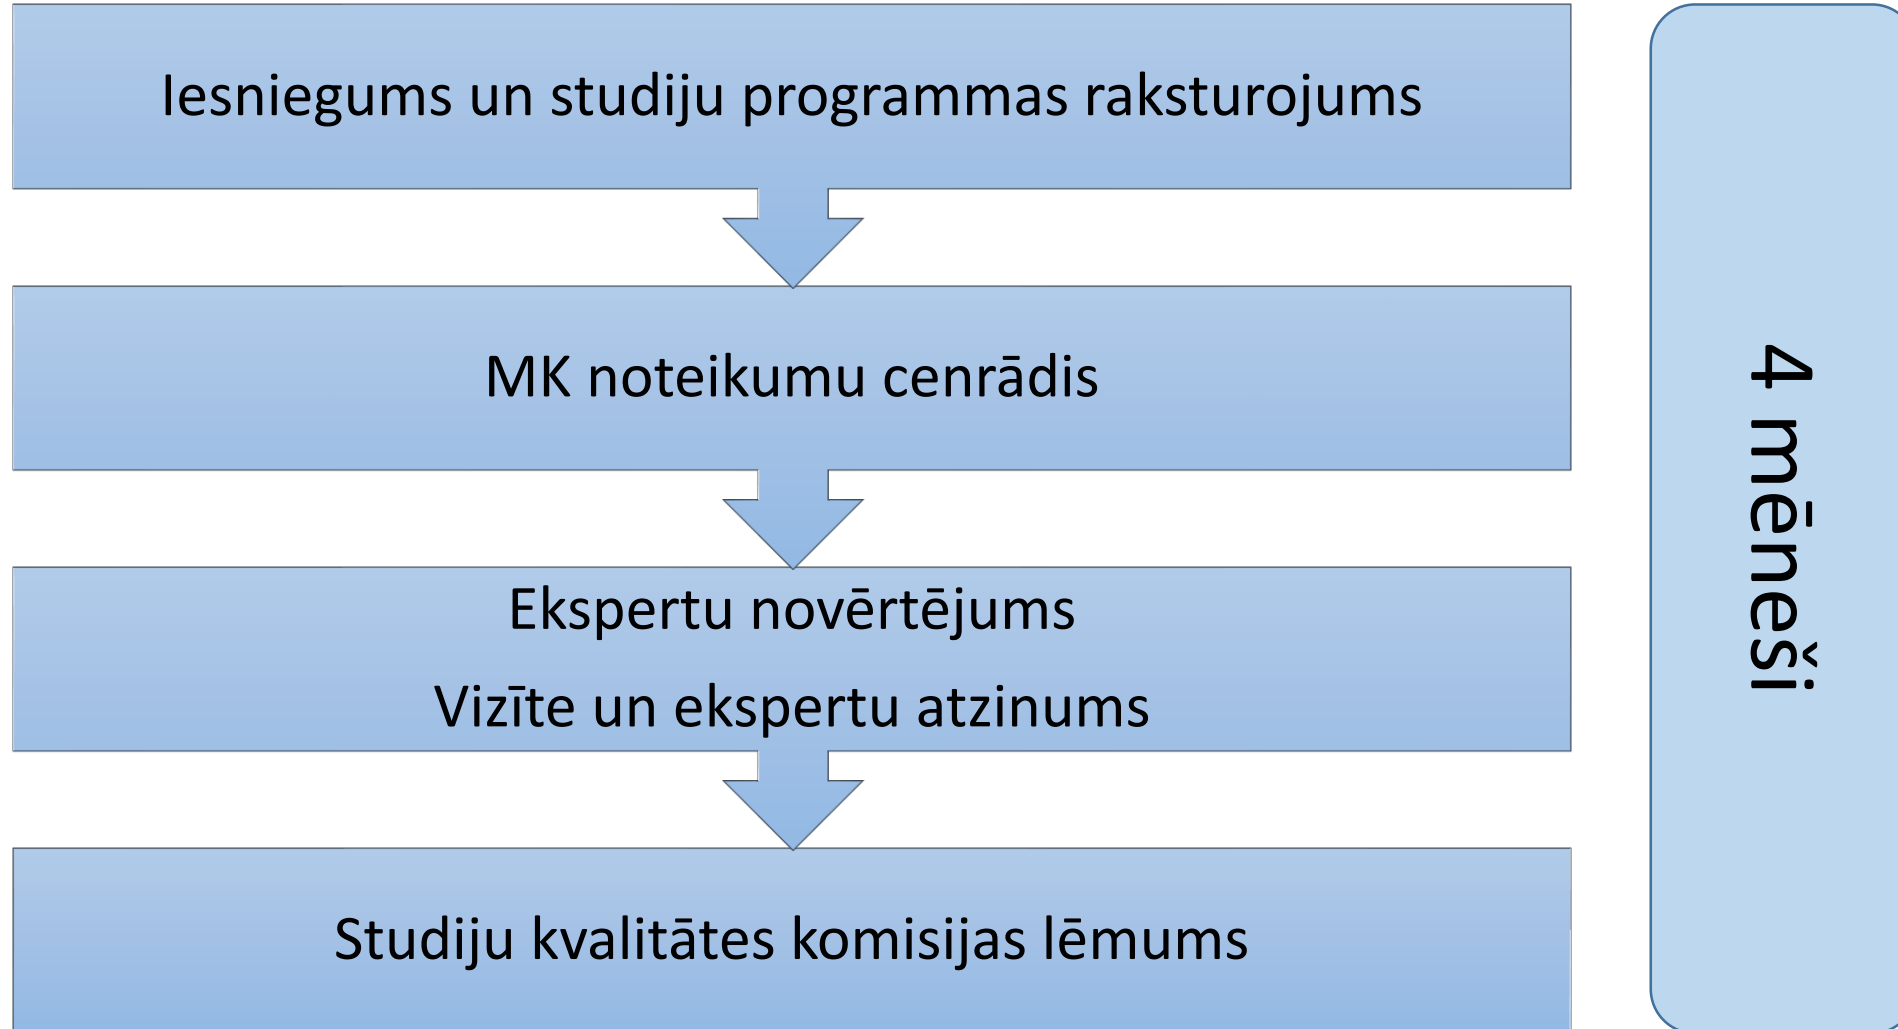 Iesniegums un studiju programmas raksturojums
MK noteikumu cenrādis
Ekspertu novērtējums
Vizīte un ekspertu atzinums
Studiju kvalitātes komisijas lēmums
4 mēneši